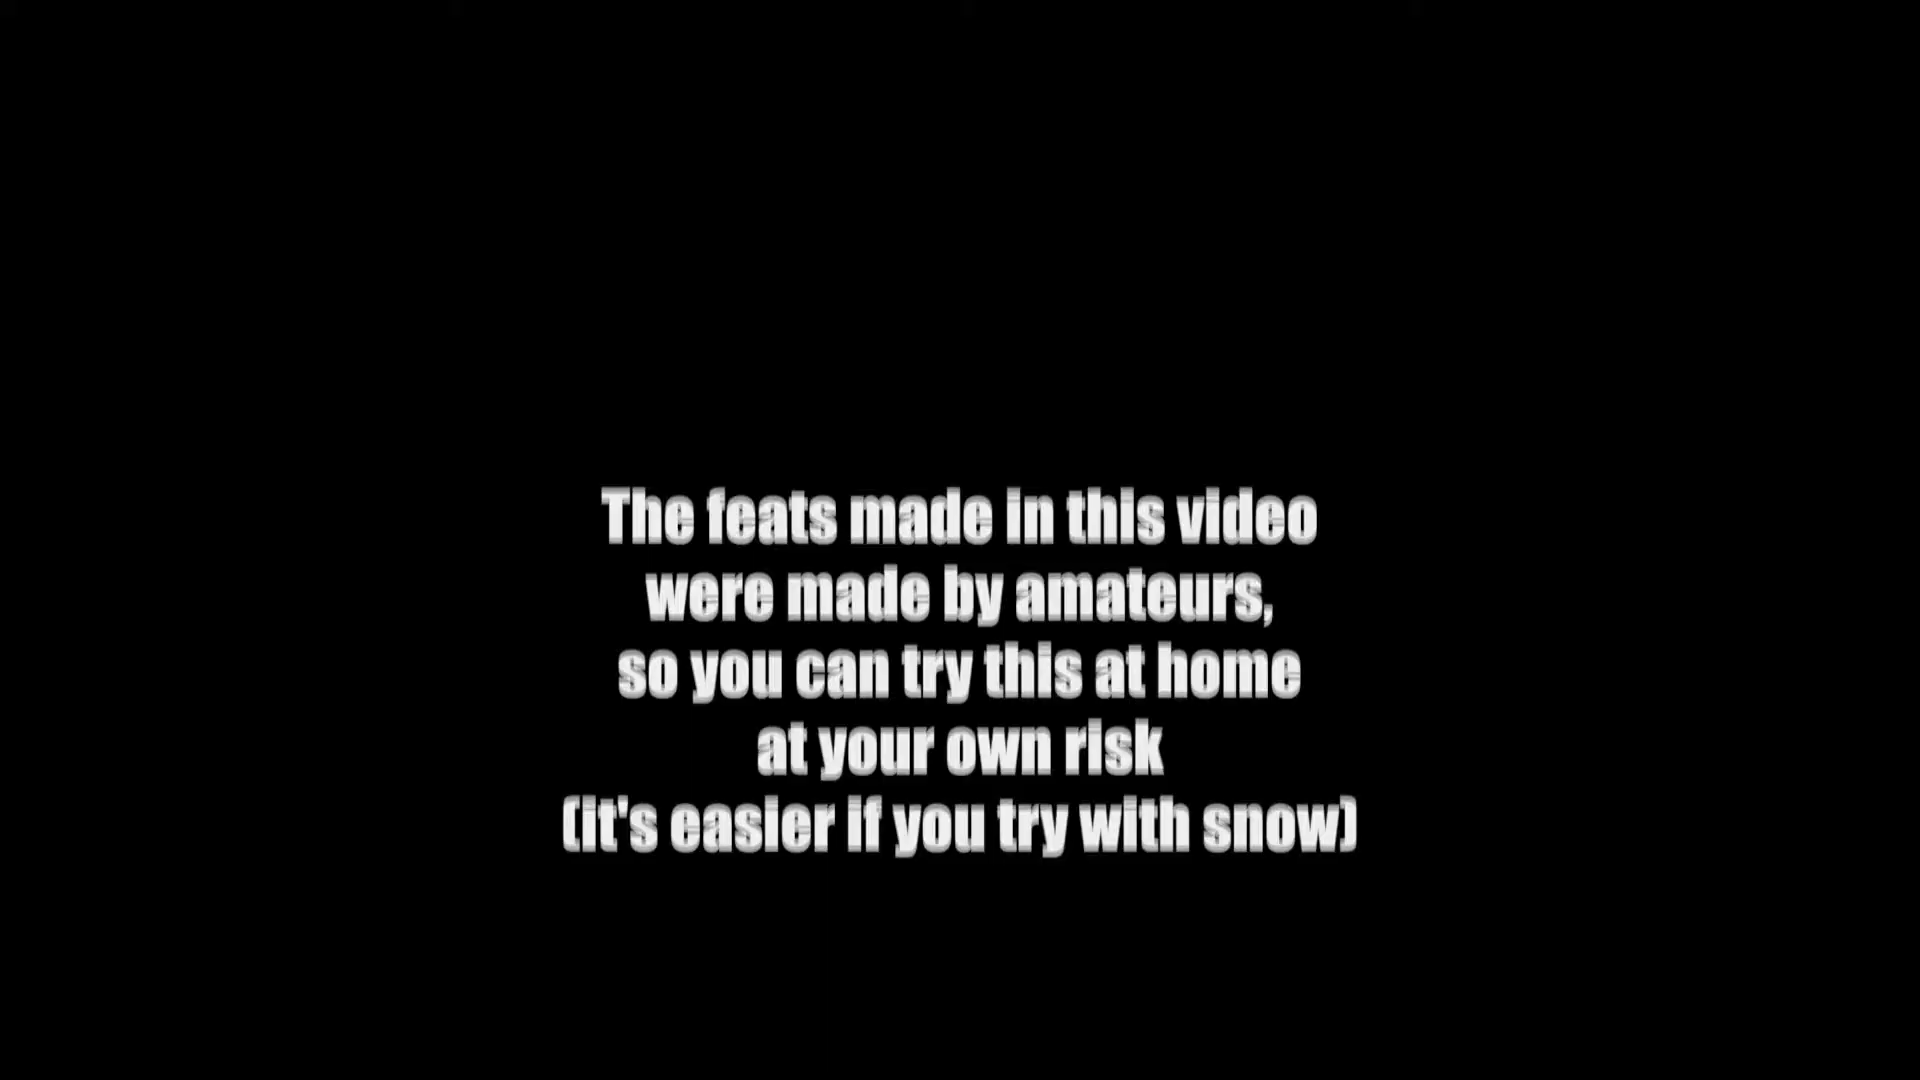 The feats made in this video
were made by amateurs,
so you can try this at home
at your own risk
(it's easier if you try with snow)